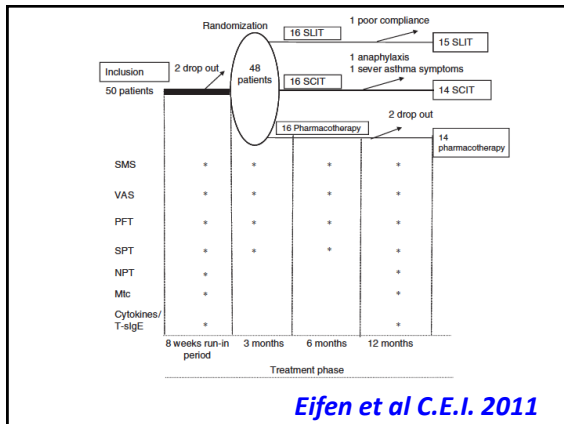 Randomization
16 SLIT
1 poor compliance
15 SLIT
Inclusion
50 patients
2 drop out
48
patients
1 anaphylaxis
1 sever asthma symptoms
16 SCIT
14 SCIT
16 Pharmacotherapy
2 drop out
14
pharmacotherapy
SMS * * * *
VAS * * * *
PFT * * * *
SPT * * * *
NPT * *
Mtc * *
Cytokines/
T-sIgE * *
8 weeks run-in
period
3 months
6 months
12 months
Treatment phase
Eifen et al C.E.I. 2011